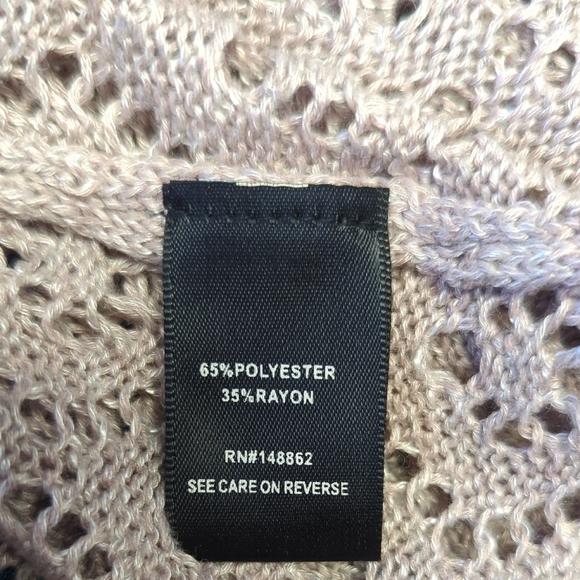 65%POLYESTER
35%RAYON
RN#148862
SEE CARE ON REVERSE